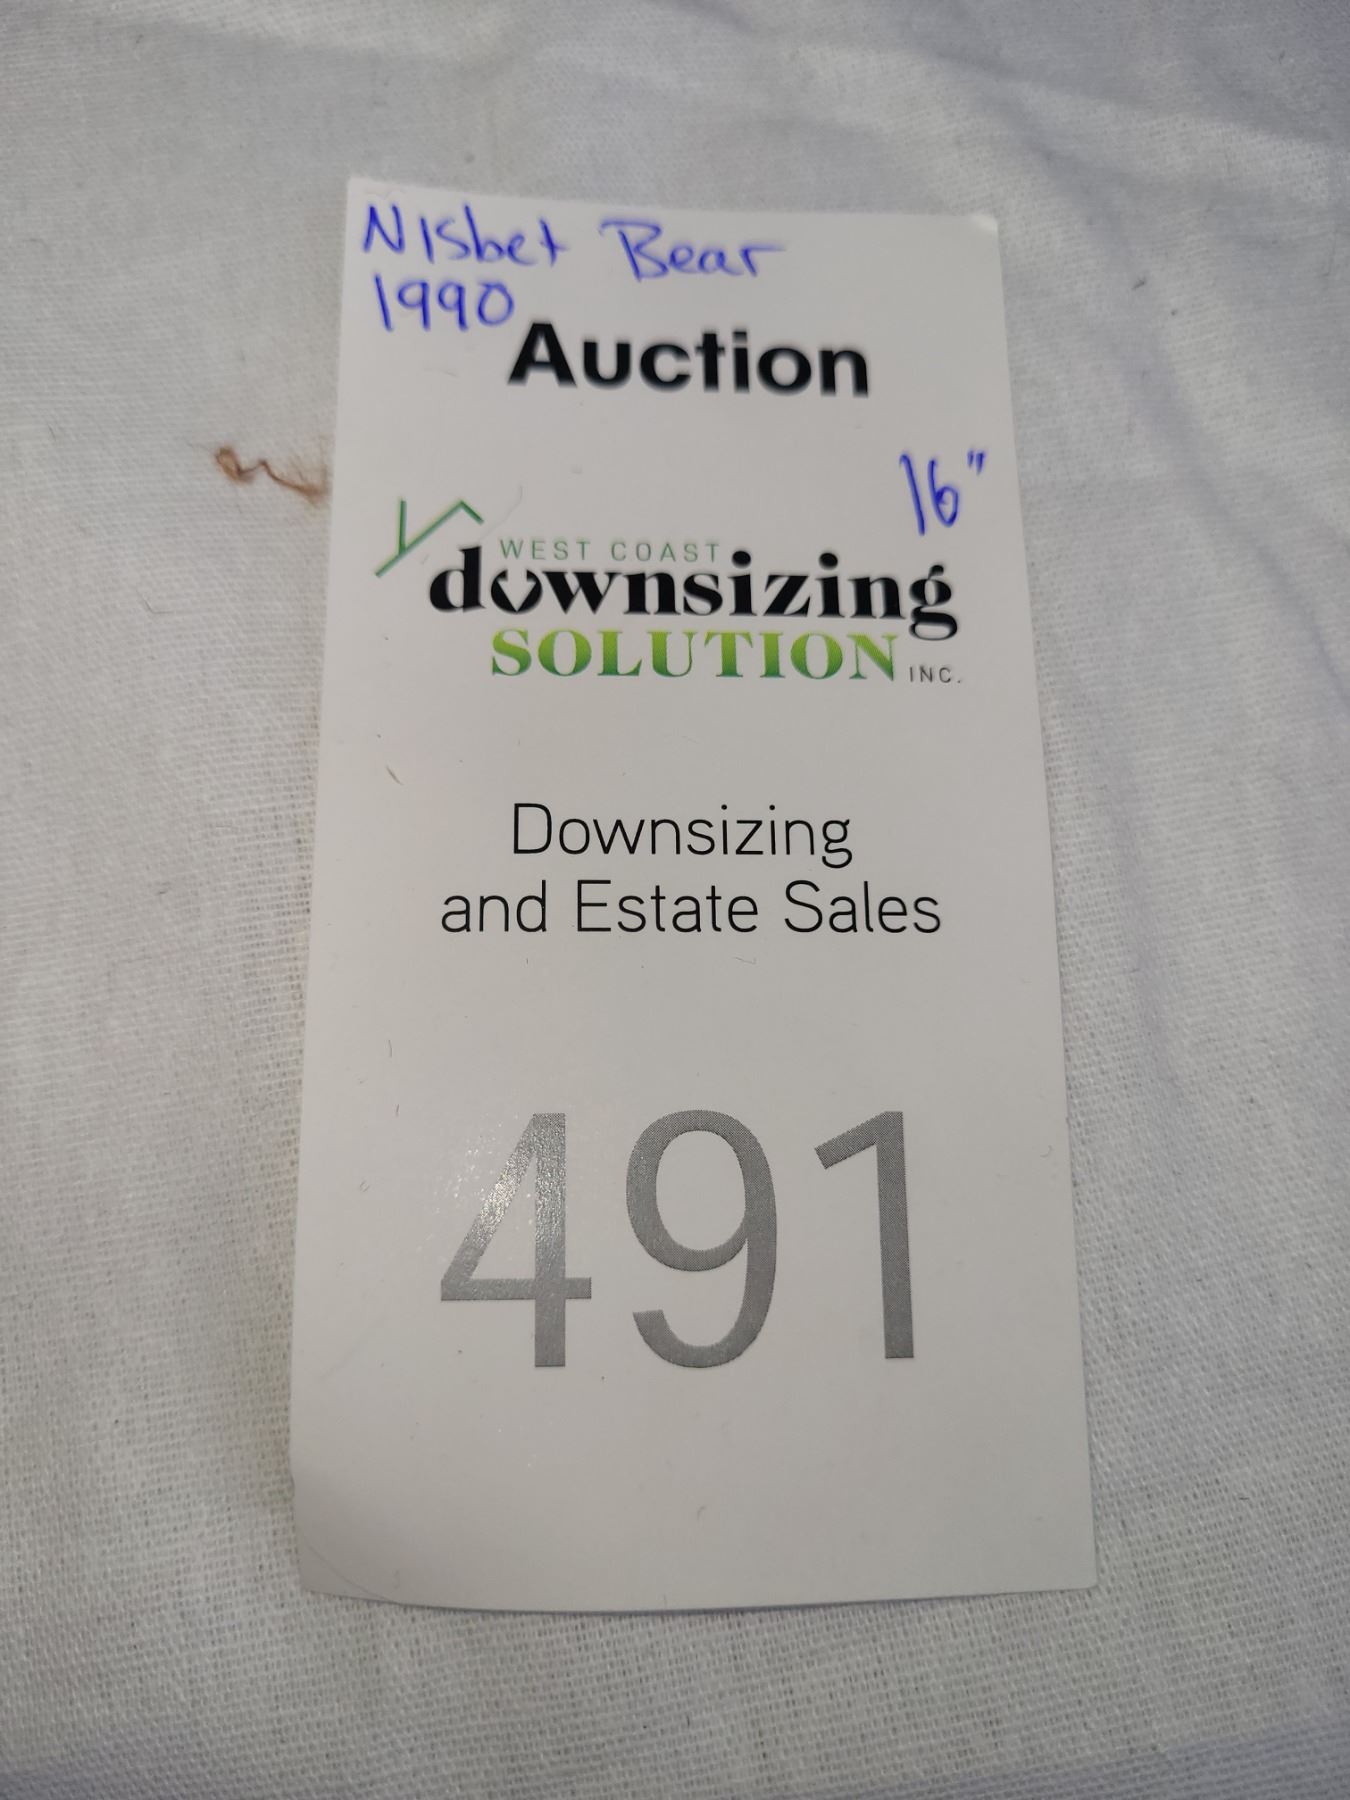 NISbet Bear
1990
Auction
16"
WEST COAST
downsizing
SOLUTION INC.
Downsizing
and Estate Sales
491